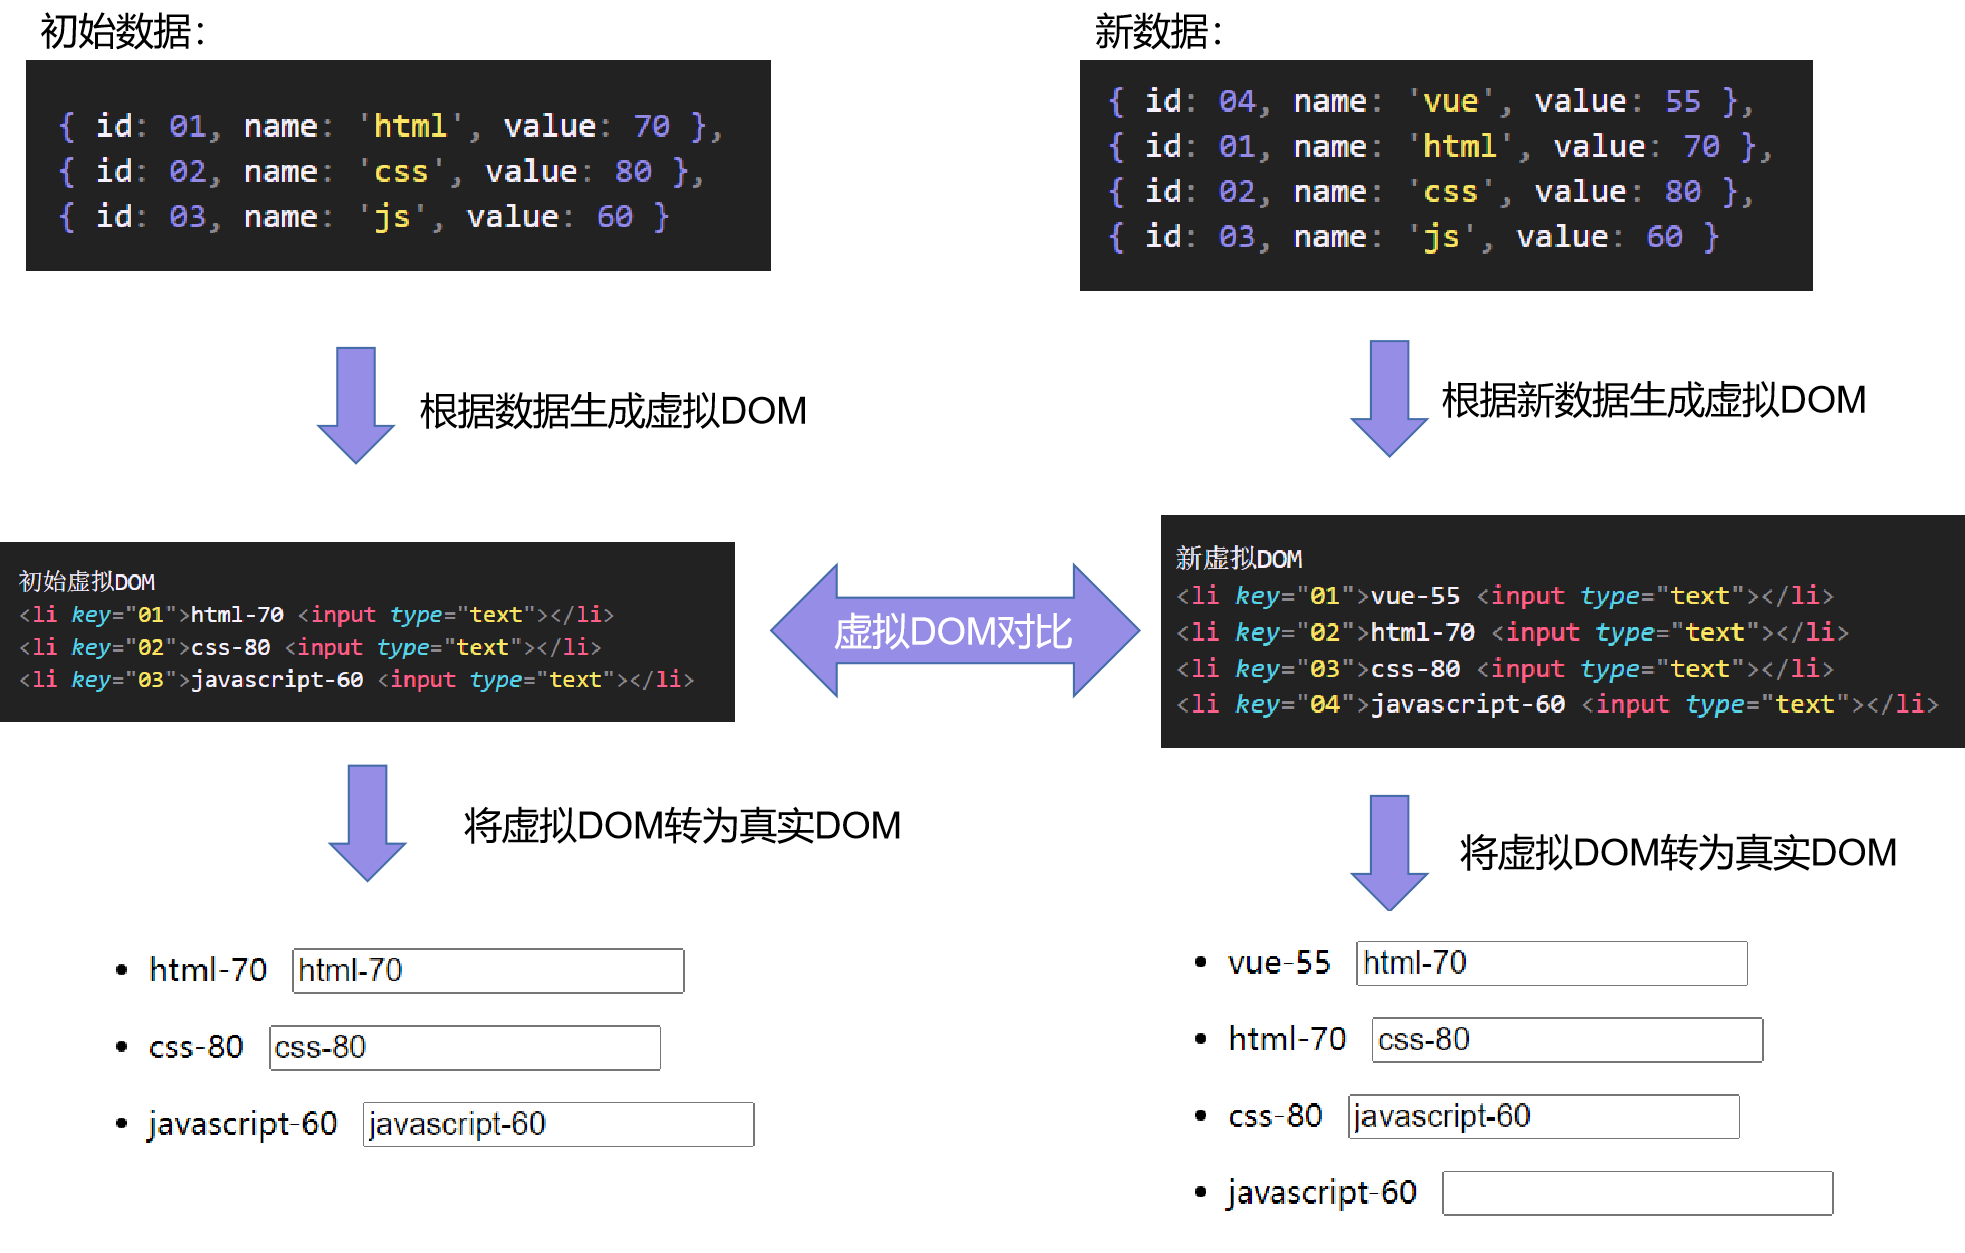 初始数据：
{ id: 01, name: 'html', value: 70 },
{ id: 02, name: 'css', value: 80 },
{ id: 03, name: 'js', value: 60 }
根据数据生成虚拟DOM
初始虚拟DOM
<li key="01">html-70 <input type="text"></li>
<li key="02">css-80 <input type="text"></li>
<li key="03">javascript-60 <input type="text"></li>
将虚拟DOM转为真实DOM
• html-70 html-70
• css-80 css-80
• javascript-60 javascript-60
虚拟DOM对比
新数据：
{ id: 04, name: 'vue', value: 55 },
{ id: 01, name: 'html', value: 70 },
{ id: 02, name: 'css', value: 80 },
{ id: 03, name: 'js', value: 60 }
根据新数据生成虚拟DOM
新虚拟DOM
<li key="01">vue-55 <input type="text"></li>
<li key="02">html-70 <input type="text"></li>
<li key="03">css-80 <input type="text"></li>
<li key="04">javascript-60 <input type="text"></li>
将虚拟DOM转为真实DOM
• vue-55 html-70
• html-70 css-80
• css-80 javascript-60
• javascript-60